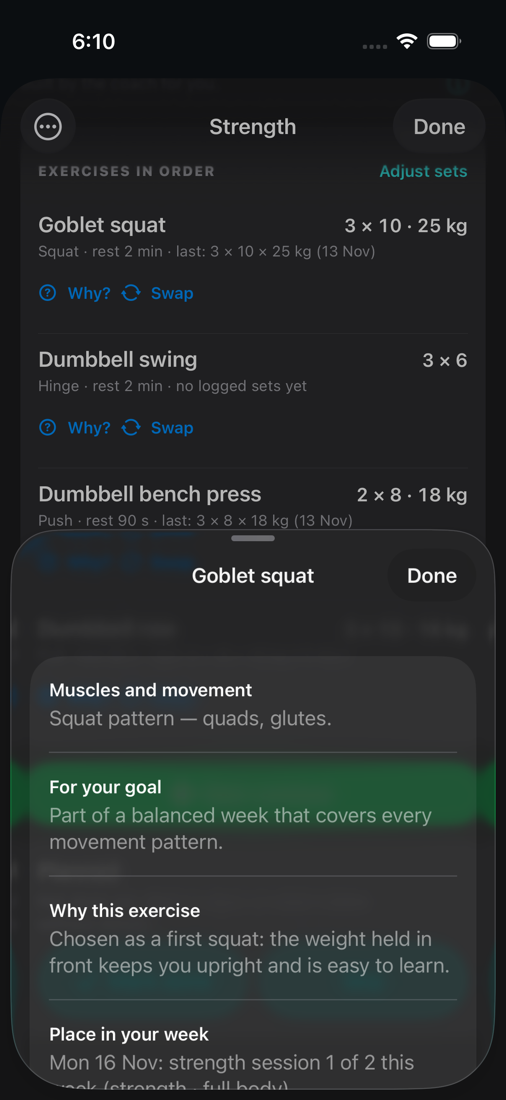 6:10
Strength
Done
EXERCISES IN ORDER
Adjust sets
Goblet squat
3 × 10 · 25 kg
Squat · rest 2 min · last: 3 × 10 × 25 kg (13 Nov)
Why?
Swap
Dumbbell swing
3 × 6
Hinge · rest 2 min · no logged sets yet
Why?
Swap
Dumbbell bench press
2 × 8 · 18 kg
Push · rest 90 s · last: 3 × 8 × 18 kg (13 Nov)
Goblet squat
Done
Muscles and movement
Squat pattern — quads, glutes.
For your goal
Part of a balanced week that covers every
movement pattern.
Why this exercise
Chosen as a first squat: the weight held in
front keeps you upright and is easy to learn.
Place in your week
Mon 16 Nov: strength session 1 of 2 this
week (strength · full body)